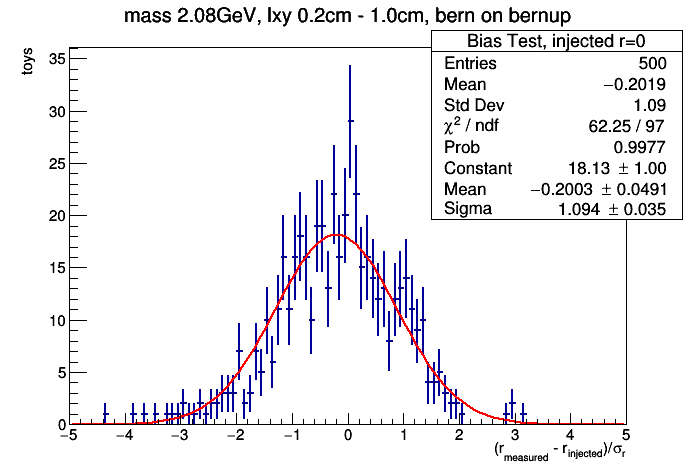 mass 2.08GeV, lxy 0.2cm - 1.0cm, bern on bernup
toys
Bias Test, injected r=0
Entries 500
Mean −0.2019
Std Dev 1.09
χ² / ndf 62.25 / 97
Prob 0.9977
Constant 18.13 ± 1.00
Mean −0.2003 ± 0.0491
Sigma 1.094 ± 0.035
35
30
25
20
15
10
5
0
−5 −4 −3 −2 −1 0 1 2 3 4 5
(r_measured - r_injected)/σ_r